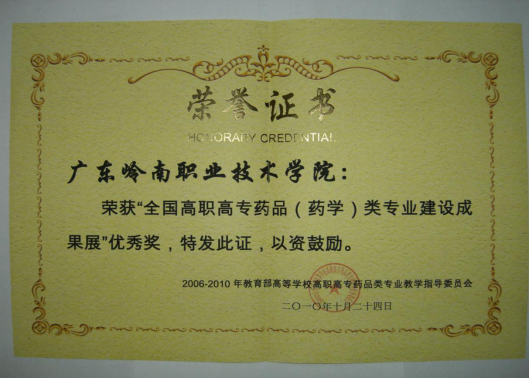 荣誉证书
HONORARY CREDENTIAL
广东岭南职业技术学院：
荣获“全国高职高专药品（药学）类专业建设成
果展”优秀奖，特发此证，以资鼓励。
2006-2010年教育部高等学校高职高专药品类专业教学指导委员会
二〇一〇年十月二十四日